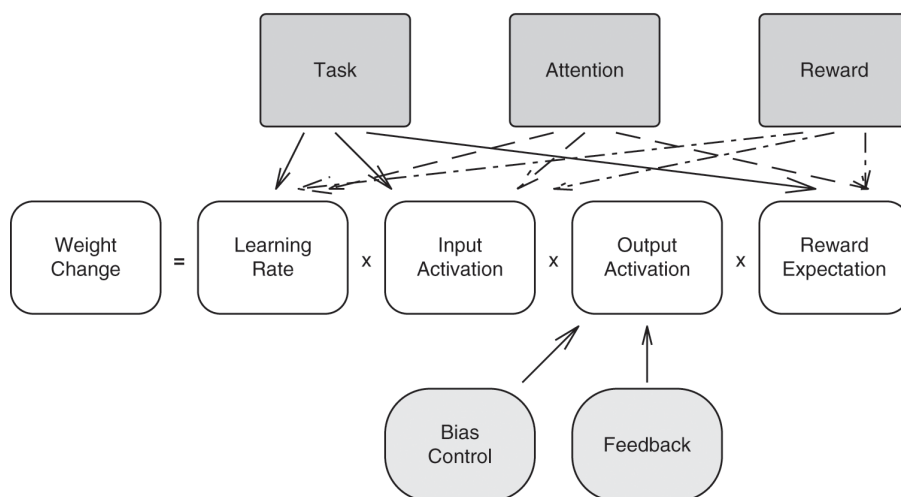 Task
Attention
Reward
Weight
Change
=
Learning
Rate
x
Input
Activation
x
Output
Activation
x
Reward
Expectation
Bias
Control
Feedback